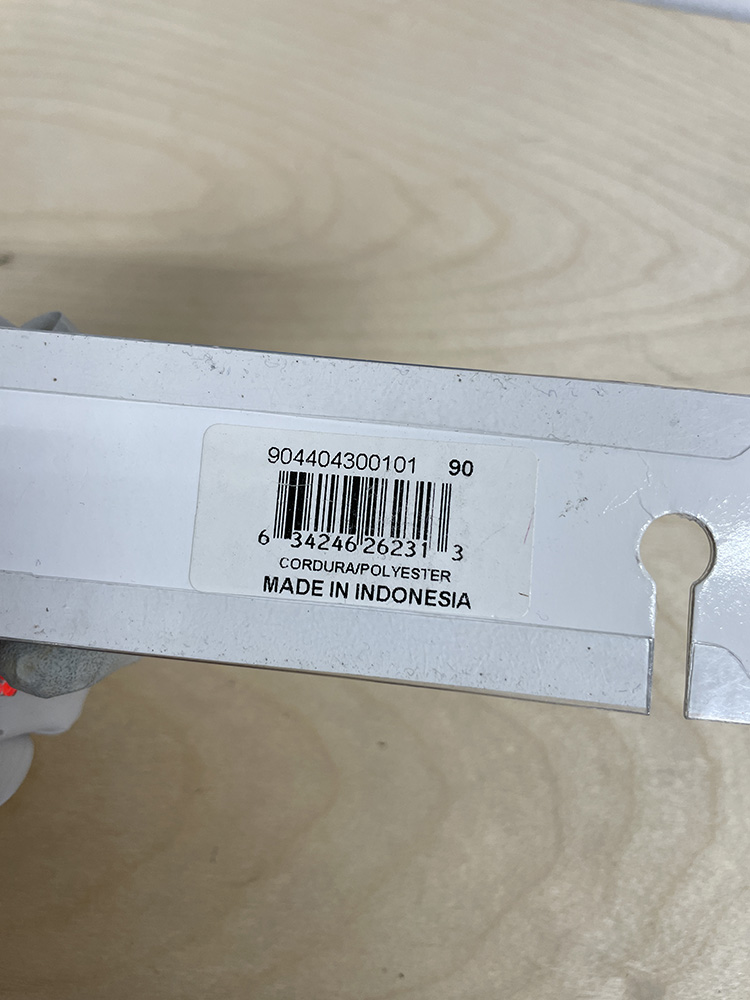 904404300101 90
6 34246 26231 3
CORDURA/POLYESTER
MADE IN INDONESIA